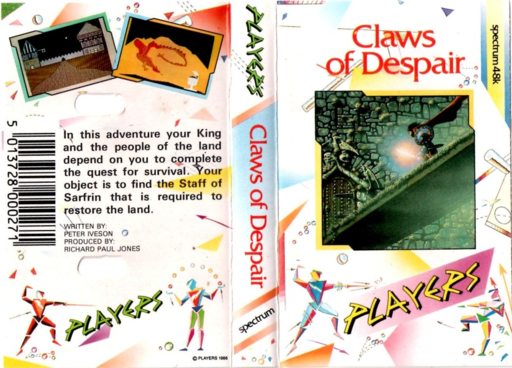 In this adventure your King
and the people of the land
depend on you to complete
the quest for survival. Your
object is to find the Staff of
Sarfrin that is required to
restore the land.
WRITTEN BY:
PETER IVESON
PRODUCED BY:
RICHARD PAUL JONES
5 013728 000271
PLAYERS
© PLAYERS 1986
PLAYERS
Claws of Despair
spectrum
Claws
of Despair
spectrum 48k
PLAYERS